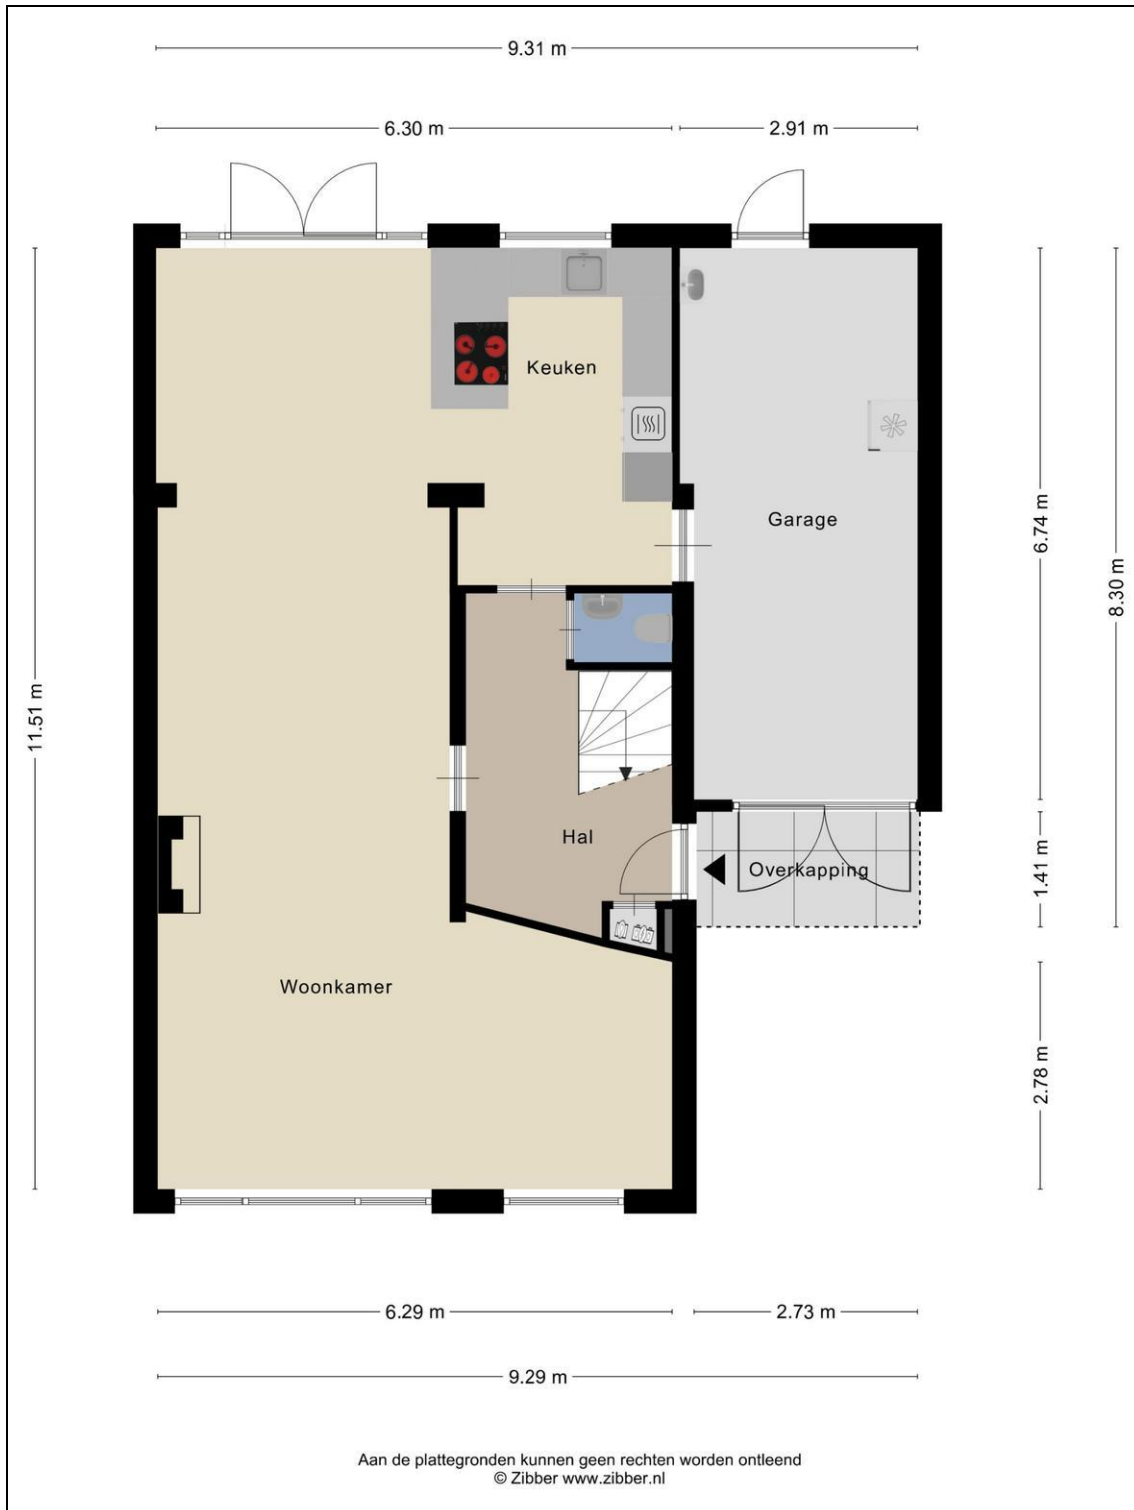 9.31 m
6.30 m
2.91 m
Keuken
Garage
6.74 m
8.30 m
11.51 m
Hal
Overkapping
1.41 m
Woonkamer
2.78 m
6.29 m
2.73 m
9.29 m
Aan de plattegronden kunnen geen rechten worden ontleend
© Zibber www.zibber.nl